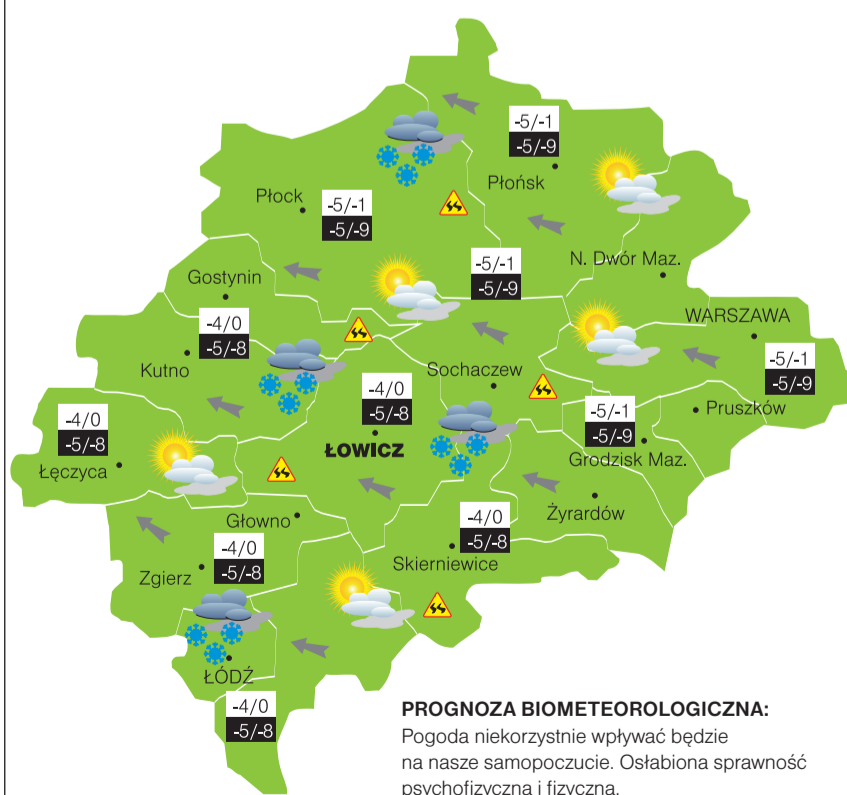 -5/-1
-5/-9
Płońsk
Płock
-5/-1
-5/-9
N. Dwór Maz.
-5/-1
-5/-9
Gostynin
WARSZAWA
-4/0
-5/-8
Kutno
-5/-1
-5/-9
Sochaczew
-4/0
-5/-8
ŁOWICZ
Pruszków
-5/-1
-5/-9
Grodzisk Maz.
-4/0
-5/-8
Łęczyca
Żyrardów
Głowno
-4/0
-5/-8
Skierniewice
-4/0
-5/-8
Zgierz
ŁÓDŹ
-4/0
-5/-8
PROGNOZA BIOMETEOROLOGICZNA:
Pogoda niekorzystnie wpływać będzie
na nasze samopoczucie. Osłabiona sprawność
psychofizyczna i fizyczna.